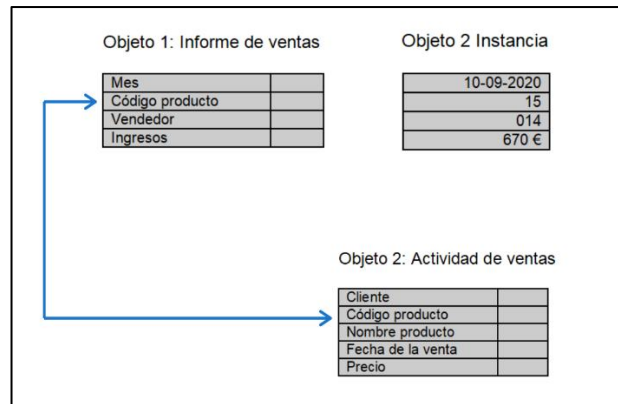 Objeto 1: Informe de ventas
Mes
Código producto
Vendedor
Ingresos
Objeto 2 Instancia
10-09-2020
15
014
670 €
Objeto 2: Actividad de ventas
Cliente
Código producto
Nombre producto
Fecha de la venta
Precio